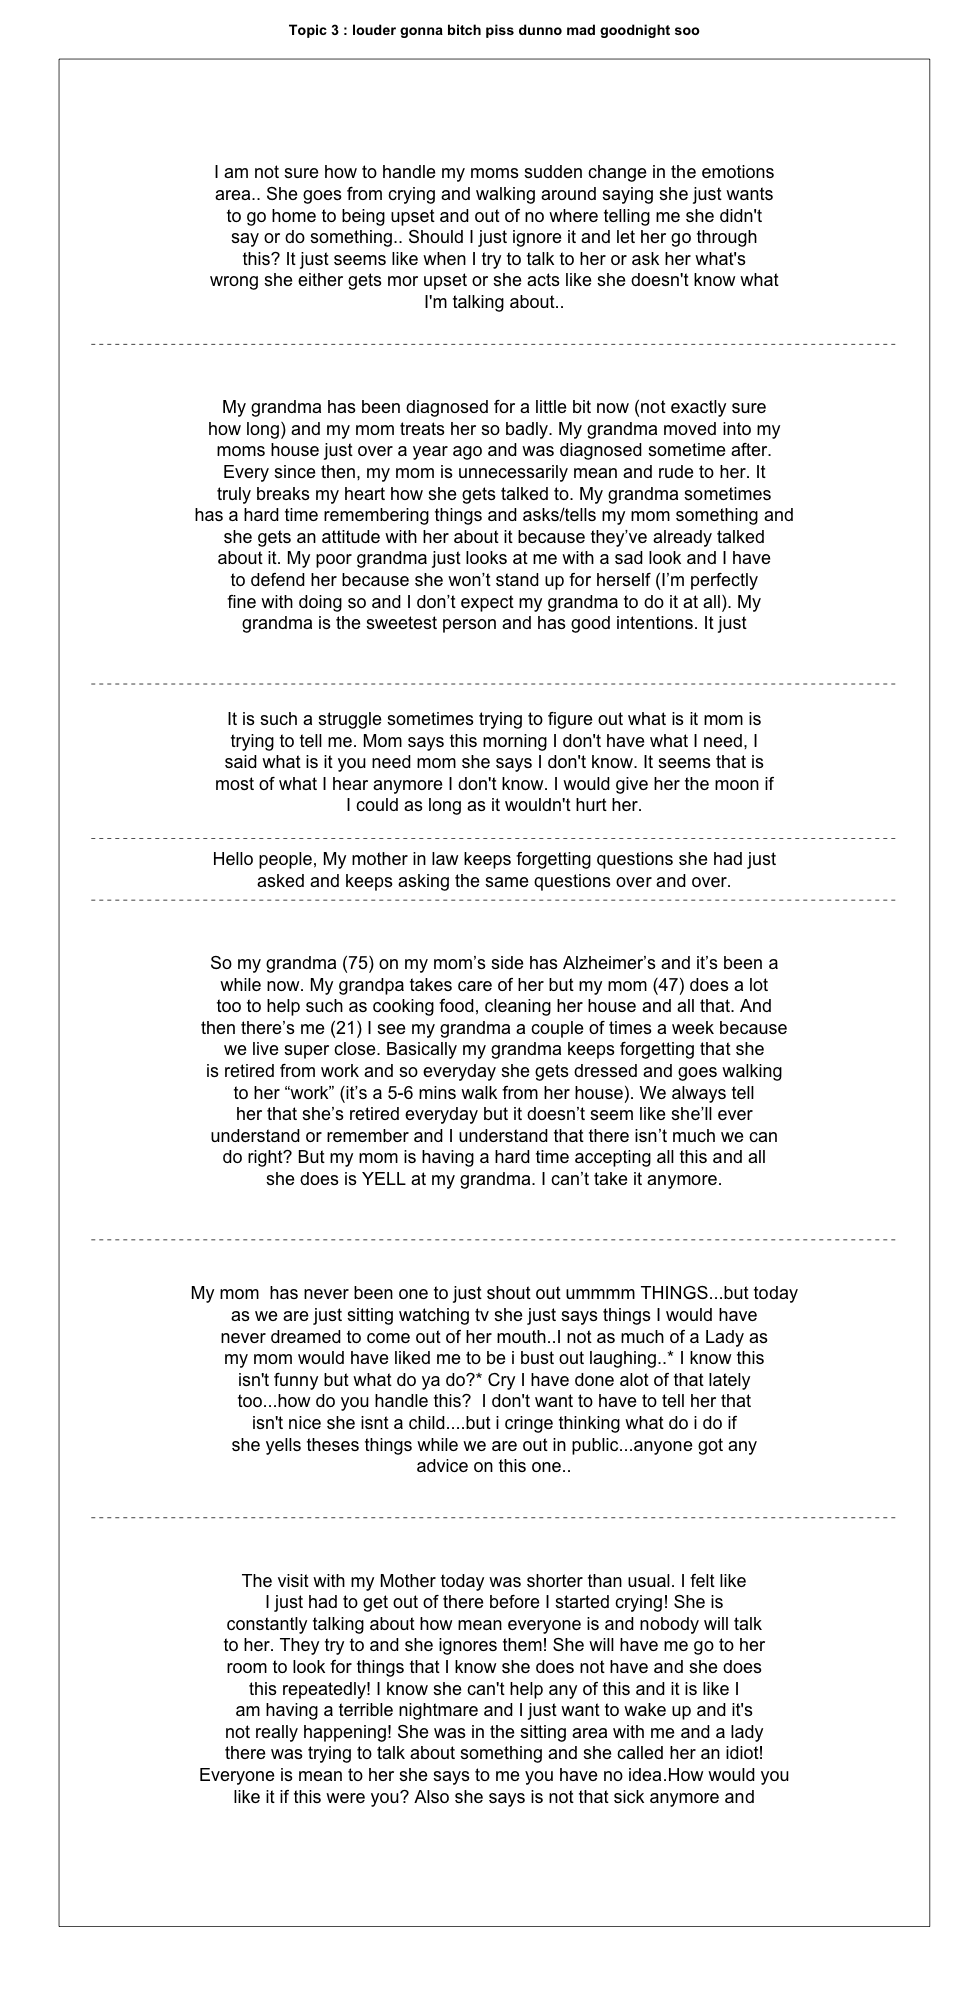 Topic 3 : louder gonna bitch piss dunno mad goodnight soo
I am not sure how to handle my moms sudden change in the emotions
area.. She goes from crying and walking around saying she just wants
to go home to being upset and out of no where telling me she didn't
say or do something.. Should I just ignore it and let her go through
this? It just seems like when I try to talk to her or ask her what's
wrong she either gets mor upset or she acts like she doesn't know what
I'm talking about..
My grandma has been diagnosed for a little bit now (not exactly sure
how long) and my mom treats her so badly. My grandma moved into my
moms house just over a year ago and was diagnosed sometime after.
Every since then, my mom is unnecessarily mean and rude to her. It
truly breaks my heart how she gets talked to. My grandma sometimes
has a hard time remembering things and asks/tells my mom something and
she gets an attitude with her about it because they’ve already talked
about it. My poor grandma just looks at me with a sad look and I have
to defend her because she won’t stand up for herself (I’m perfectly
fine with doing so and I don’t expect my grandma to do it at all). My
grandma is the sweetest person and has good intentions. It just
It is such a struggle sometimes trying to figure out what is it mom is
trying to tell me. Mom says this morning I don't have what I need, I
said what is it you need mom she says I don't know. It seems that is
most of what I hear anymore I don't know. I would give her the moon if
I could as long as it wouldn't hurt her.
Hello people, My mother in law keeps forgetting questions she had just
asked and keeps asking the same questions over and over.
So my grandma (75) on my mom’s side has Alzheimer’s and it’s been a
while now. My grandpa takes care of her but my mom (47) does a lot
too to help such as cooking food, cleaning her house and all that. And
then there’s me (21) I see my grandma a couple of times a week because
we live super close. Basically my grandma keeps forgetting that she
is retired from work and so everyday she gets dressed and goes walking
to her “work” (it’s a 5-6 mins walk from her house). We always tell
her that she’s retired everyday but it doesn’t seem like she’ll ever
understand or remember and I understand that there isn’t much we can
do right? But my mom is having a hard time accepting all this and all
she does is YELL at my grandma. I can’t take it anymore.
My mom  has never been one to just shout out ummmm THINGS...but today
as we are just sitting watching tv she just says things I would have
never dreamed to come out of her mouth..I not as much of a Lady as
my mom would have liked me to be i bust out laughing..* I know this
isn't funny but what do ya do?* Cry I have done alot of that lately
too...how do you handle this?  I don't want to have to tell her that
isn't nice she isnt a child....but i cringe thinking what do i do if
she yells theses things while we are out in public...anyone got any
advice on this one..
The visit with my Mother today was shorter than usual. I felt like
I just had to get out of there before I started crying! She is
constantly talking about how mean everyone is and nobody will talk
to her. They try to and she ignores them! She will have me go to her
room to look for things that I know she does not have and she does
this repeatedly! I know she can't help any of this and it is like I
am having a terrible nightmare and I just want to wake up and it's
not really happening! She was in the sitting area with me and a lady
there was trying to talk about something and she called her an idiot!
Everyone is mean to her she says to me you have no idea.How would you
like it if this were you? Also she says is not that sick anymore and